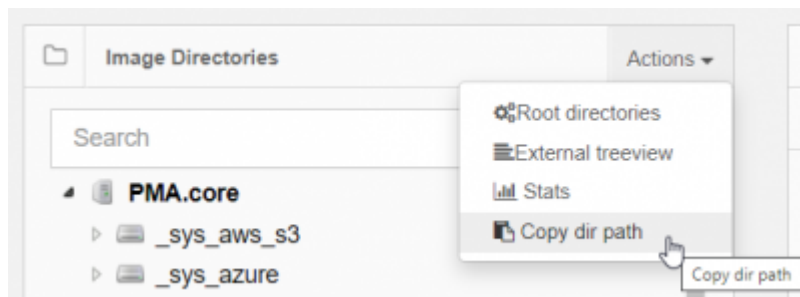 Image Directories
Actions
Search
Root directories
External treeview
Stats
Copy dir path
Copy dir path
PMA.core
_sys_aws_s3
_sys_azure